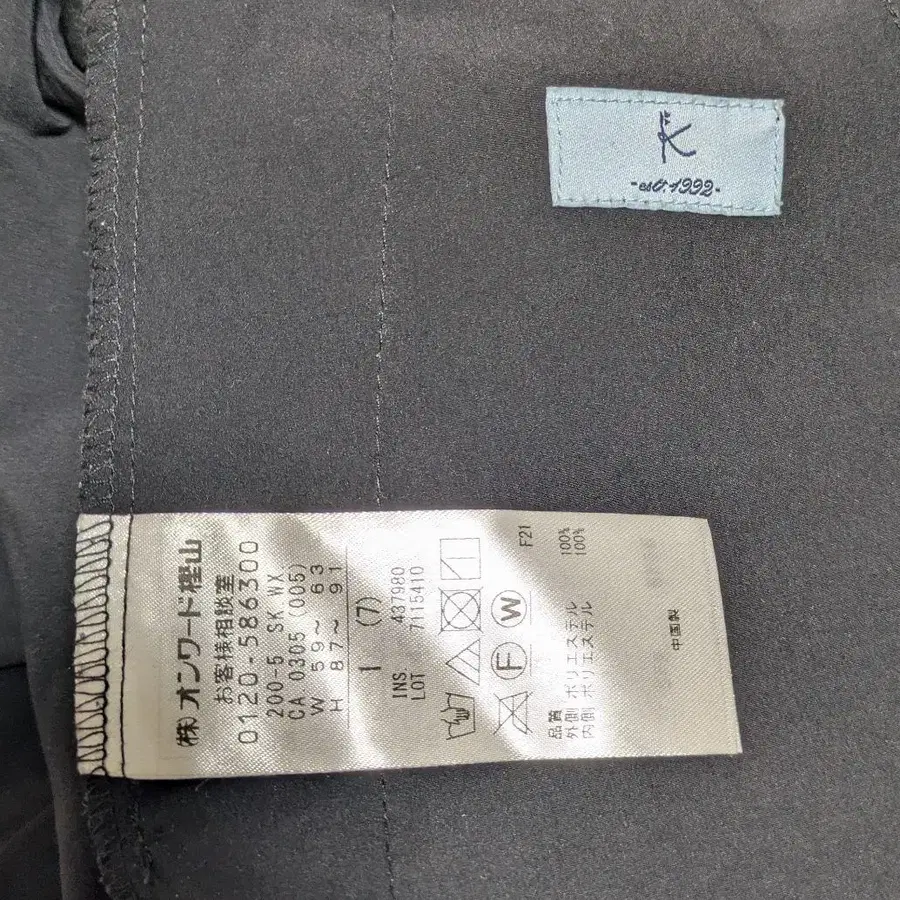 K
-est.1992-
(株)オンワード樫山
お客様相談室
0120-586300
200-5 SK WX
CA 0305 (005)
W 59～ 63
H 87～ 91
1 (7)
INS. 437980
LOT 7115410
F W
F21
品質
外側 ポリエステル 100%
内側 ポリエステル 100%
中国製